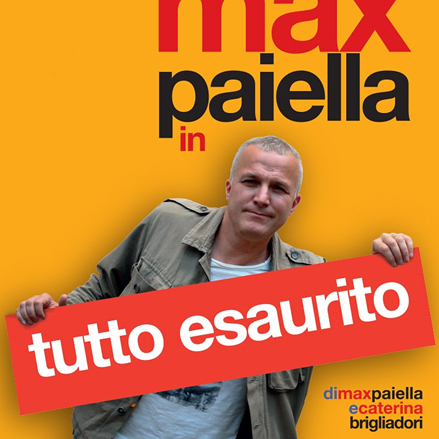 max
paiella
in
tutto esaurito
dimaxpaiella
ecaterina
brigliadori